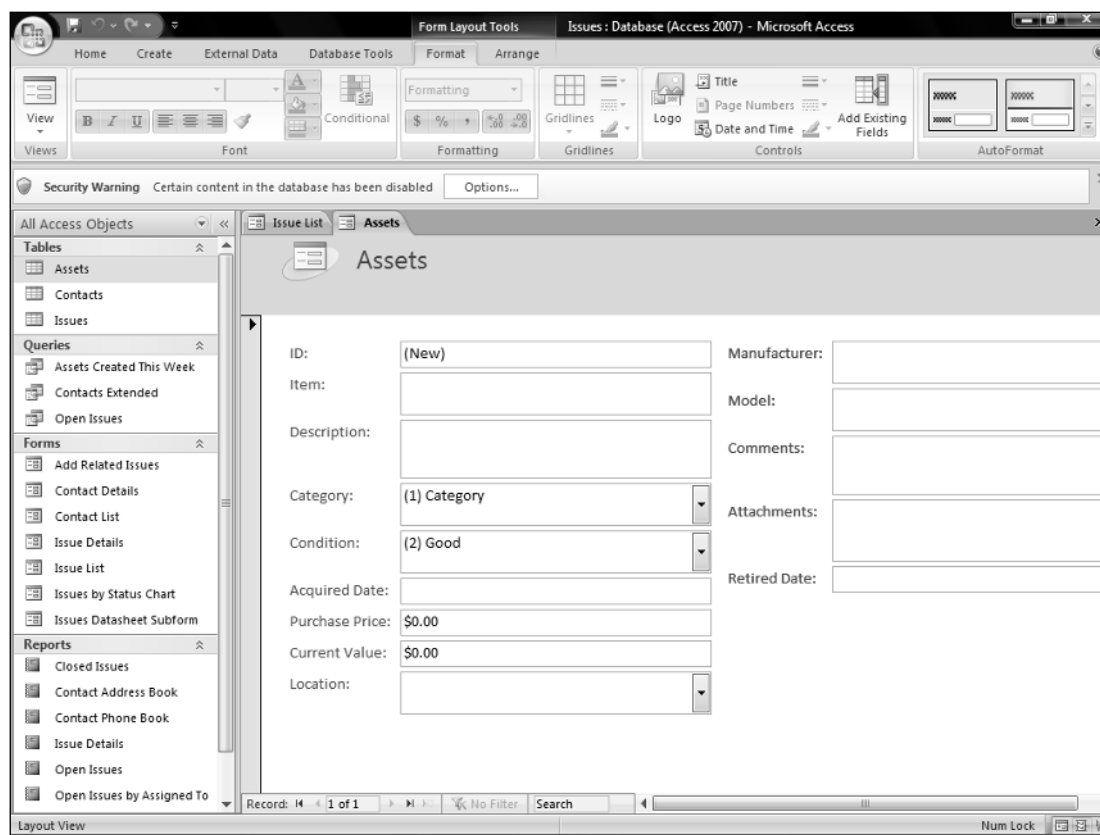 Form Layout Tools Issues : Database (Access 2007) - Microsoft Access
Home Create External Data Database Tools Format Arrange
View
Views
A
B I U
Conditional
Font
Formatting
$ % , .00 .00
Formatting
Gridlines
Gridlines
Logo
Title
Page Numbers
Date and Time
Add Existing Fields
Controls
XXXXX XXXXX
XXXXX XXXXX
AutoFormat
Security Warning Certain content in the database has been disabled Options...
All Access Objects
Tables
Assets
Contacts
Issues
Queries
Assets Created This Week
Contacts Extended
Open Issues
Forms
Add Related Issues
Contact Details
Contact List
Issue Details
Issue List
Issues by Status Chart
Issues Datasheet Subform
Reports
Closed Issues
Contact Address Book
Contact Phone Book
Issue Details
Open Issues
Open Issues by Assigned To
Issue List Assets
Assets
ID: (New)
Item:
Description:
Category: (1) Category
Condition: (2) Good
Acquired Date:
Purchase Price: $0.00
Current Value: $0.00
Location:
Manufacturer:
Model:
Comments:
Attachments:
Retired Date:
Record: 1 of 1 No Filter Search
Layout View Num Lock